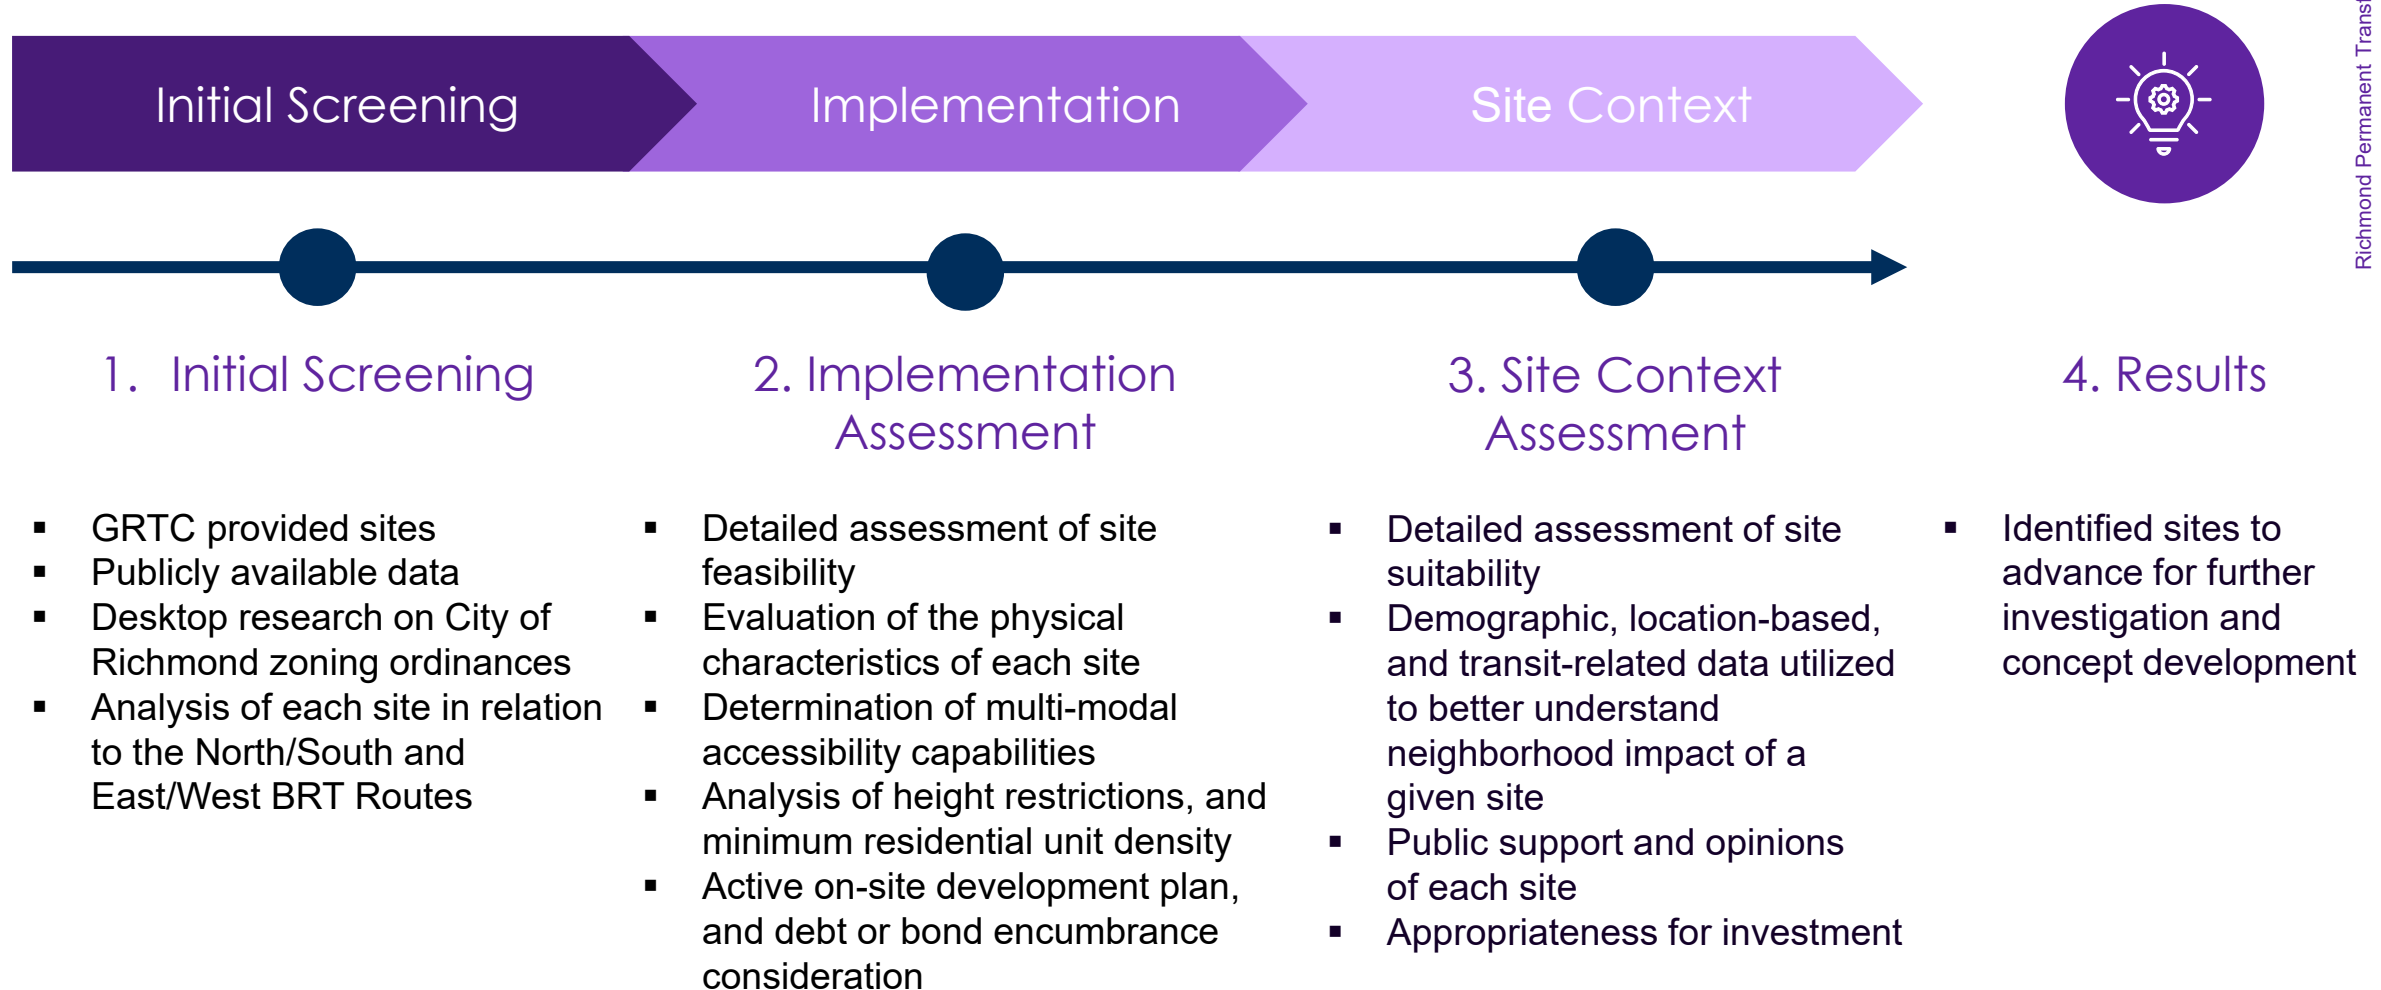 Initial Screening
Implementation
Site Context
Richmond Permanent
1. Initial Screening
▪ GRTC provided sites
▪ Publicly available data
▪ Desktop research on City of
Richmond zoning ordinances
▪ Analysis of each site in relation
to the North/South and
East/West BRT Routes
2. Implementation
Assessment
▪ Detailed assessment of site
feasibility
▪ Evaluation of the physical
characteristics of each site
▪ Determination of multi-modal
accessibility capabilities
▪ Analysis of height restrictions, and
minimum residential unit density
▪ Active on-site development plan,
and debt or bond encumbrance
consideration
3. Site Context
Assessment
▪ Detailed assessment of site
suitability
▪ Demographic, location-based,
and transit-related data utilized
to better understand
neighborhood impact of a
given site
▪ Public support and opinions
of each site
▪ Appropriateness for investment
4. Results
▪ Identified sites to
advance for further
investigation and
concept development